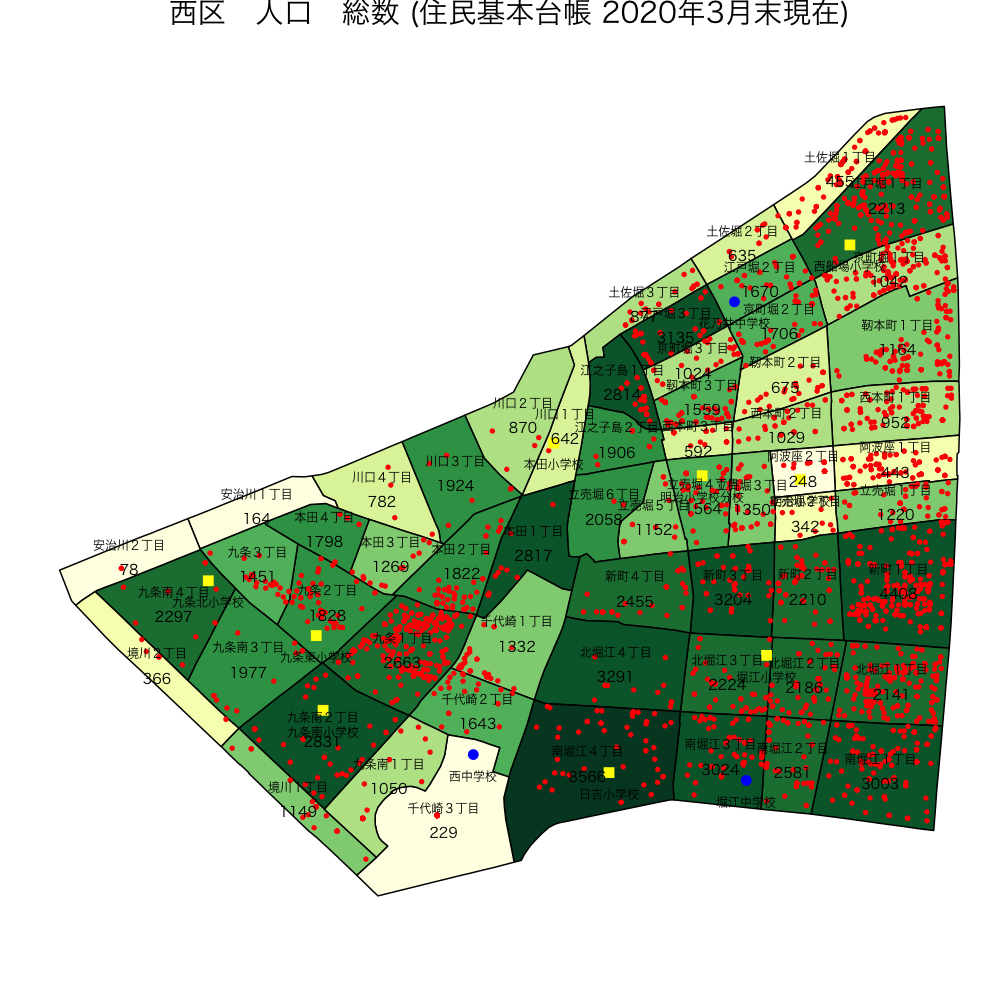 西区　人口　総数 (住民基本台帳 2020年3月末現在)
土佐堀１丁目
455
江戸堀１丁目
2213
土佐堀２丁目
635
西船場小学校
京町堀１丁目
1042
江戸堀２丁目
1670
土佐堀３丁目
江戸堀３丁目
3135
花乃井中学校
京町堀２丁目
1706
靭本町１丁目
1164
京町堀３丁目
1024
靭本町２丁目
675
江之子島１丁目
2814
靭本町３丁目
1559
西本町１丁目
952
西本町２丁目
1029
西本町３丁目
592
川口２丁目
870
川口１丁目
642
江之子島２丁目
1906
本田小学校
阿波座１丁目
443
阿波座２丁目
248
川口３丁目
1924
川口４丁目
782
立売堀４丁目
1564
立売堀３丁目
1350
明治小学校分校
立売堀１丁目
1220
342
立売堀６丁目
2058
立売堀５丁目
1152
安治川１丁目
164
本田４丁目
1798
本田３丁目
1269
本田２丁目
1822
本田１丁目
2817
安治川２丁目
78
九条３丁目
1451
九条２丁目
1828
九条南４丁目
2297
九条北小学校
新町４丁目
2455
新町３丁目
3204
新町２丁目
2210
新町１丁目
4408
千代崎１丁目
1332
九条１丁目
2663
九条東小学校
境川２丁目
366
九条南３丁目
1977
北堀江４丁目
3291
北堀江３丁目
2224
堀江小学校
北堀江２丁目
2186
北堀江１丁目
2141
千代崎２丁目
1643
九条南２丁目
九条南小学校
2831
南堀江４丁目
3566
日吉小学校
南堀江３丁目
3024
堀江中学校
南堀江２丁目
2581
南堀江１丁目
3003
九条南１丁目
1050
西中学校
境川１丁目
1149
千代崎３丁目
229